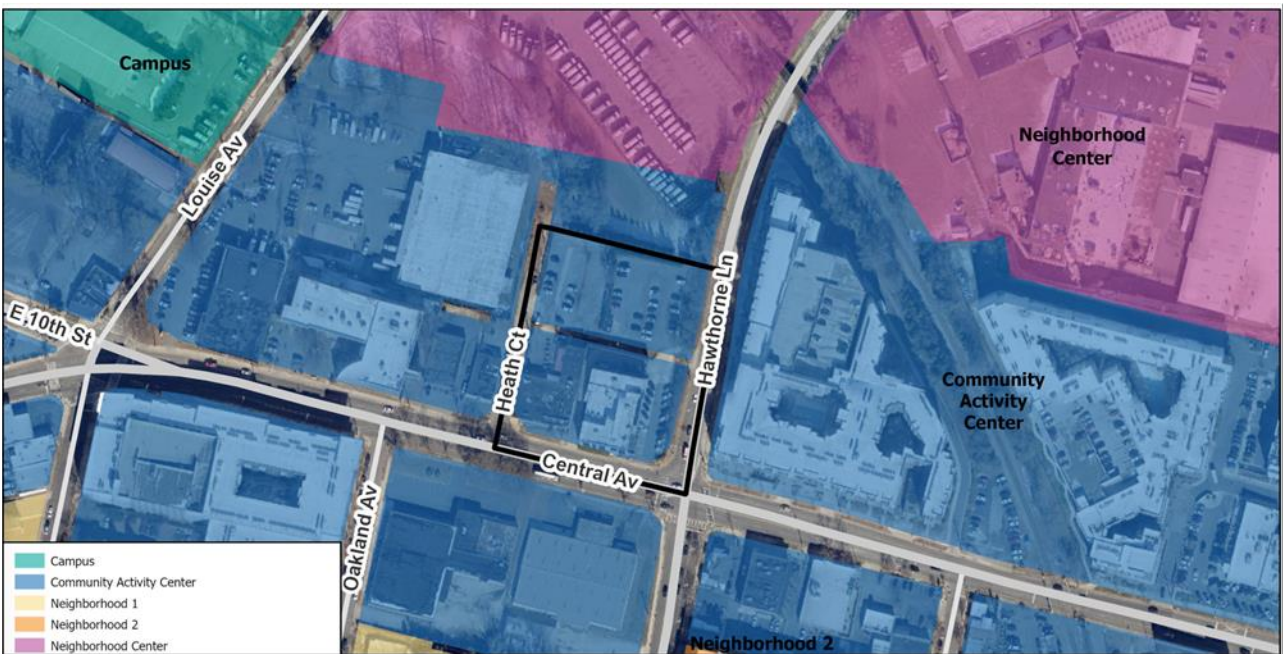 Campus
Neighborhood
Center
Louise Av
Hawthorne Ln
E 10th St
Heath Ct
Community
Activity
Center
Central Av
Oakland Av
Campus
Community Activity Center
Neighborhood 1
Neighborhood 2
Neighborhood Center
Neighborhood 2